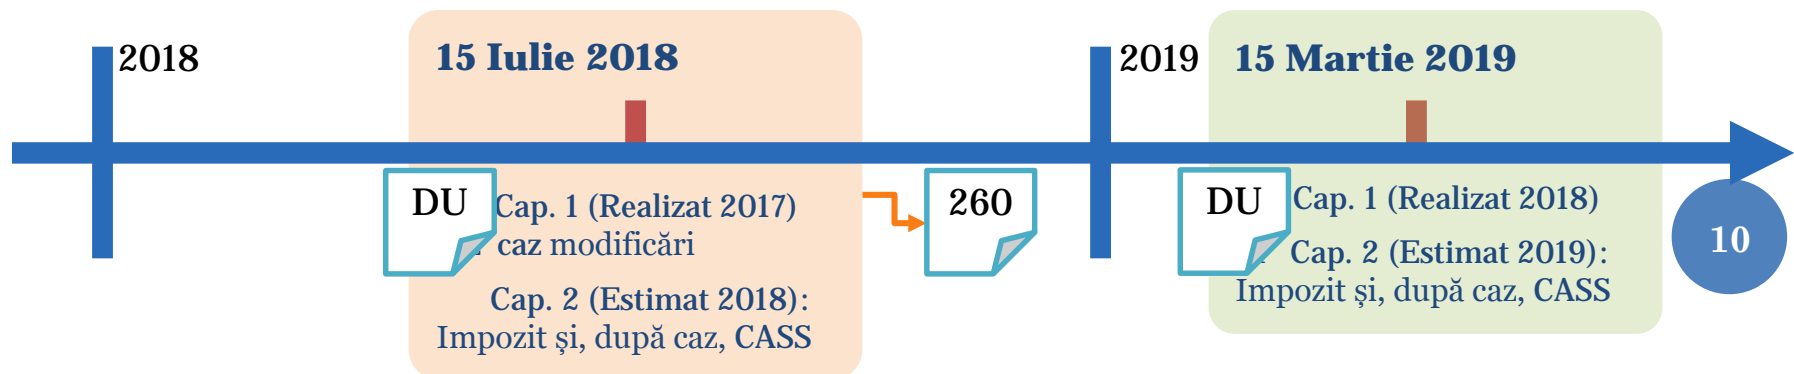 2018
15 Iulie 2018
DU
Cap. 1 (Realizat 2017)
caz modificări
Cap. 2 (Estimat 2018):
Impozit și, după caz, CASS
260
2019
15 Martie 2019
DU
Cap. 1 (Realizat 2018)
Cap. 2 (Estimat 2019):
Impozit și, după caz, CASS
10